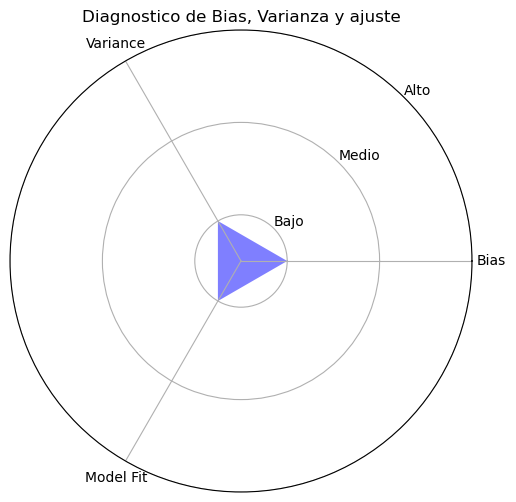 Diagnostico de Bias, Varianza y ajuste
Variance
Alto
Medio
Bajo
Bias
Model Fit